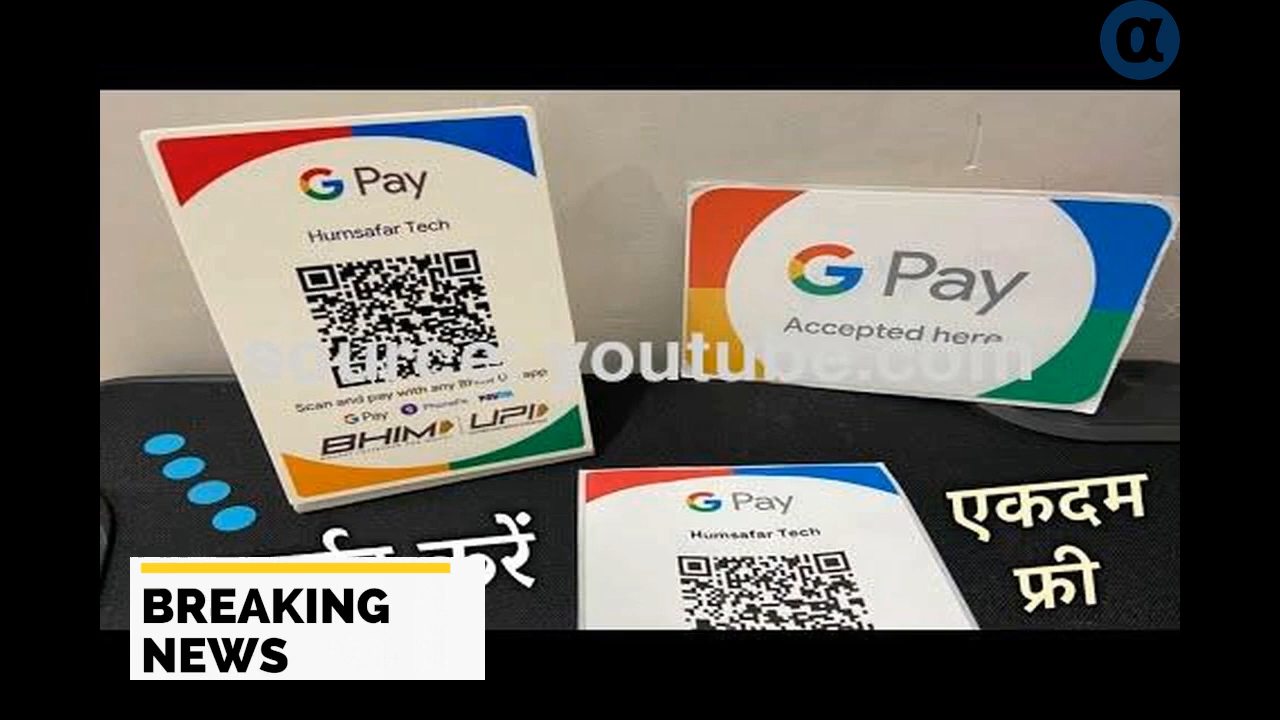 α
G Pay
Humsafar Tech
Scan and pay with any app
G Pay PhonePe paytm
BHIM UPI
G Pay
Accepted here
source: youtube.com
G Pay
Humsafar Tech
एकदम
फ्री
करें
BREAKING
NEWS